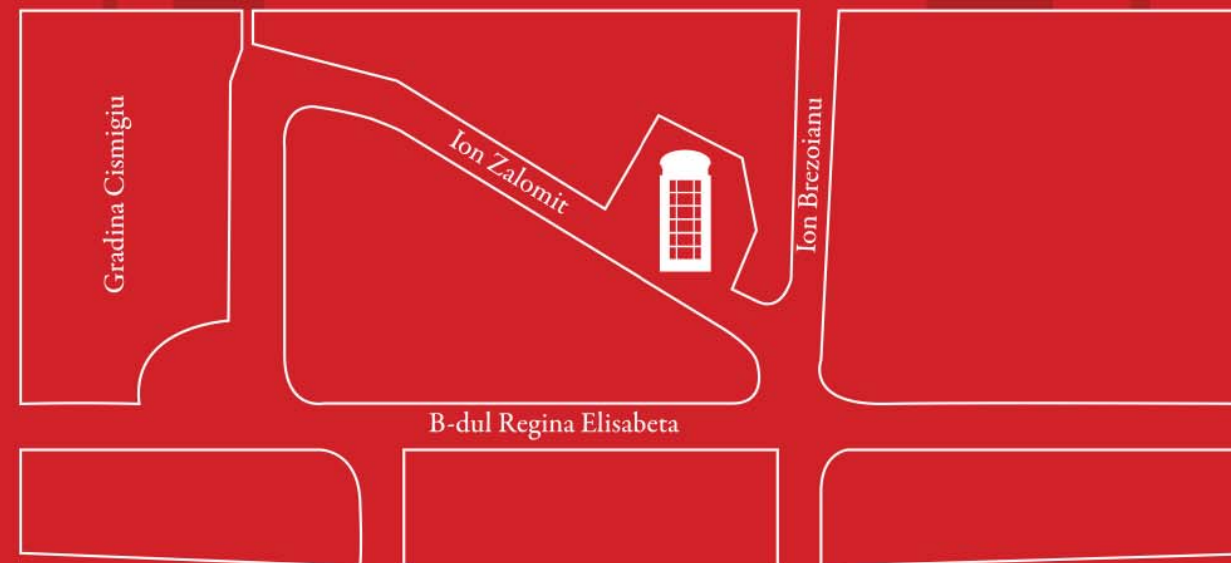 Gradina Cismigiu
Ion Zalomit
Ion Brezoianu
B-dul Regina Elisabeta